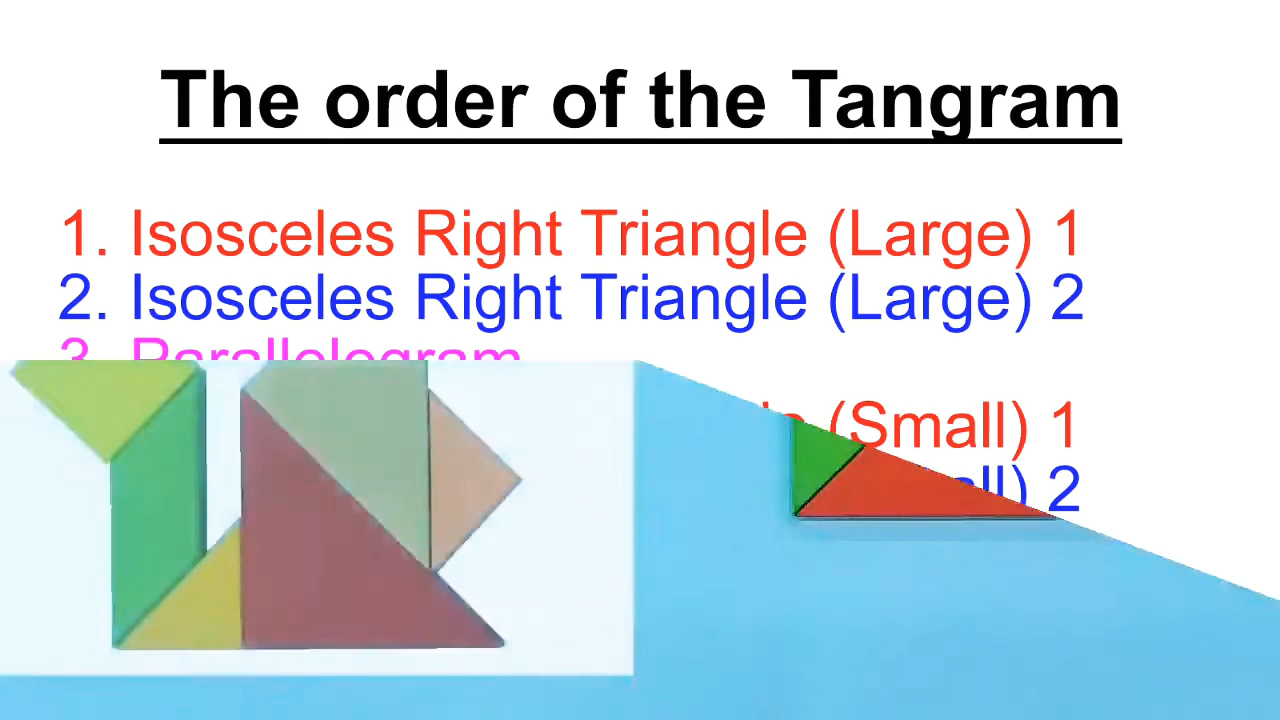 The order of the Tangram
1. Isosceles Right Triangle (Large) 1
2. Isosceles Right Triangle (Large) 2
3. Parallelogram
(Small) 1
2